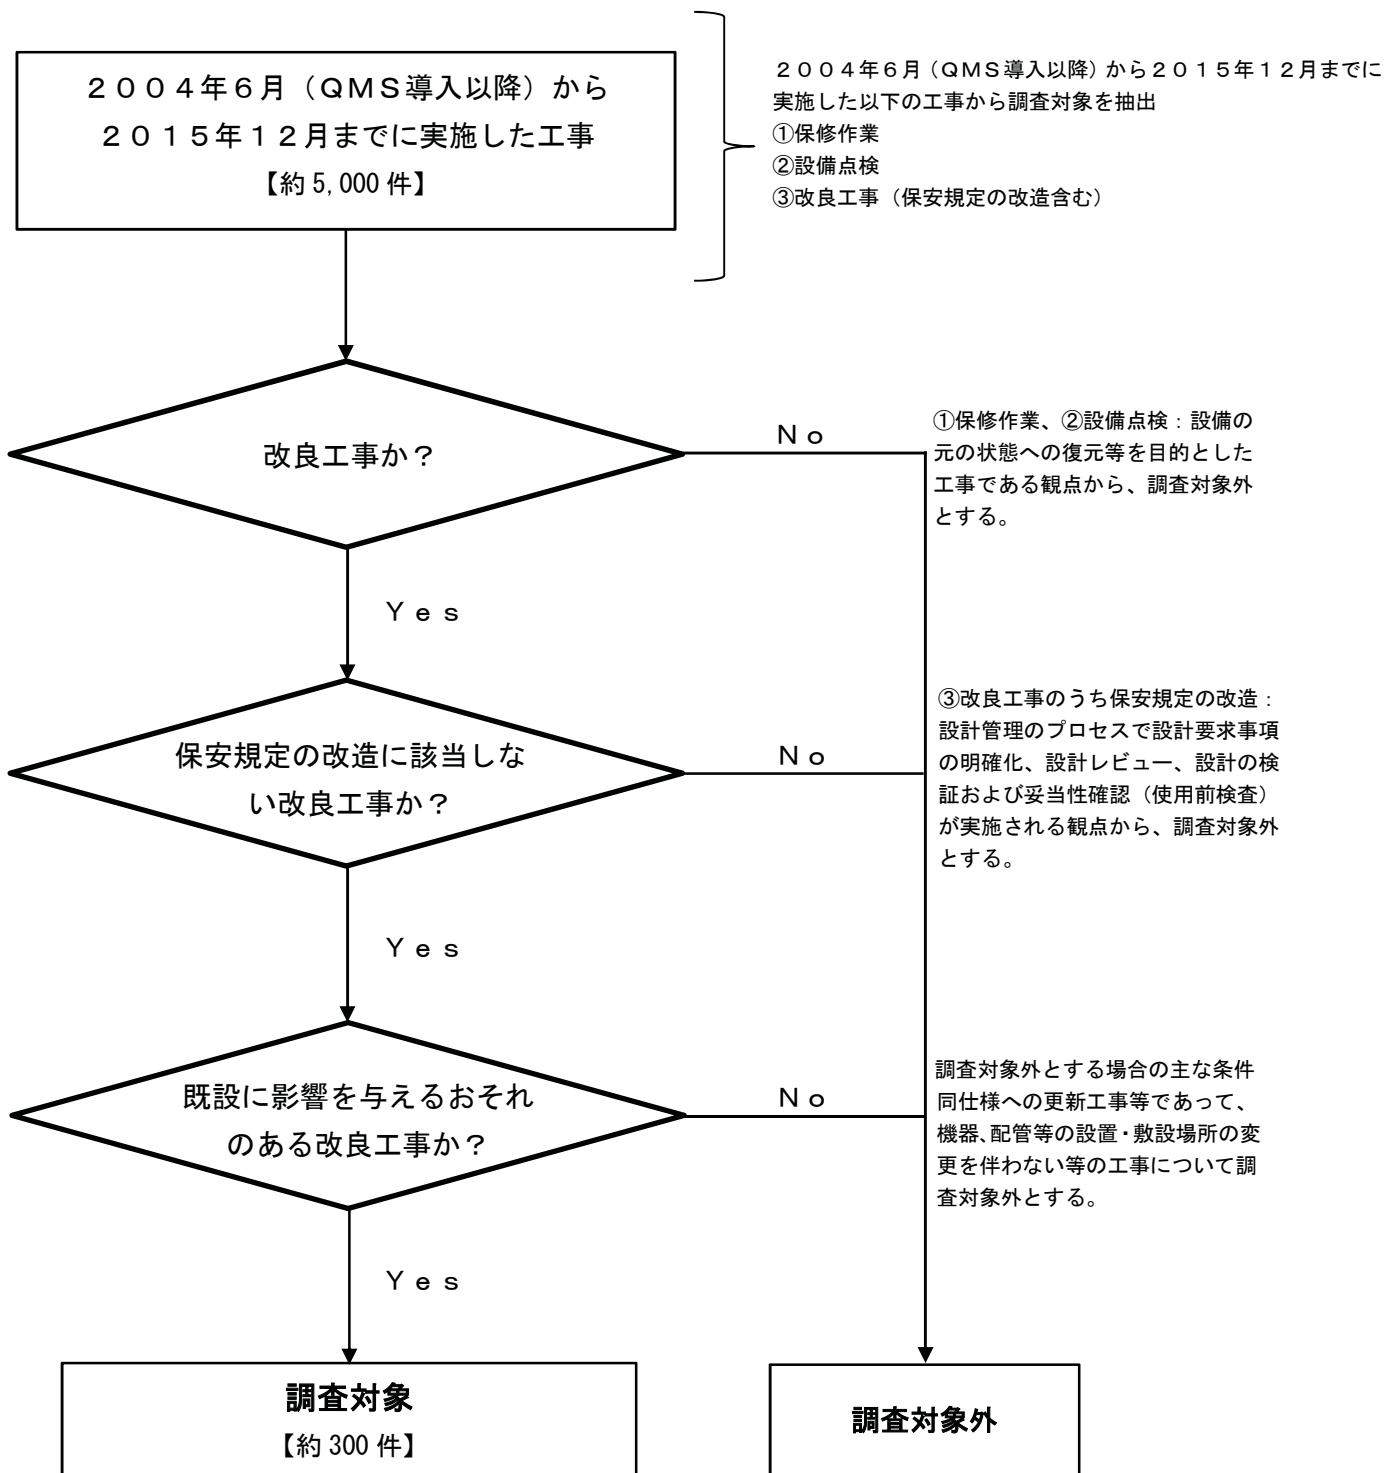 ２００４年６月（ＱＭＳ導入以降）から
２０１５年１２月までに実施した工事
【約 5,000 件】
２００４年６月（ＱＭＳ導入以降）から２０１５年１２月までに
実施した以下の工事から調査対象を抽出
①保修作業
②設備点検
③改良工事（保安規定の改造含む）
改良工事か？
Ｎｏ
①保修作業、②設備点検：設備の
元の状態への復元等を目的とした
工事である観点から、調査対象外
とする。
Ｙｅｓ
保安規定の改造に該当しな
い改良工事か？
Ｎｏ
③改良工事のうち保安規定の改造：
設計管理のプロセスで設計要求事項
の明確化、設計レビュー、設計の検
証および妥当性確認（使用前検査）
が実施される観点から、調査対象外
とする。
Ｙｅｓ
既設に影響を与えるおそれ
のある改良工事か？
Ｎｏ
調査対象外とする場合の主な条件
同仕様への更新工事等であって、
機器、配管等の設置・敷設場所の変
更を伴わない等の工事について調
査対象外とする。
Ｙｅｓ
調査対象
【約 300 件】
調査対象外